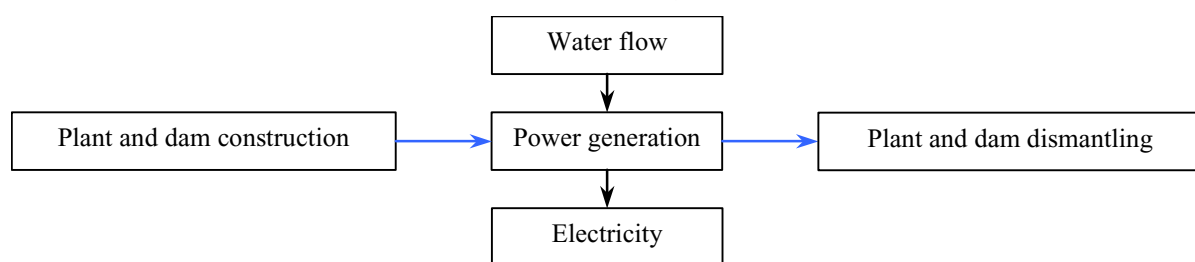 Water flow
Plant and dam construction
Power generation
Plant and dam dismantling
Electricity